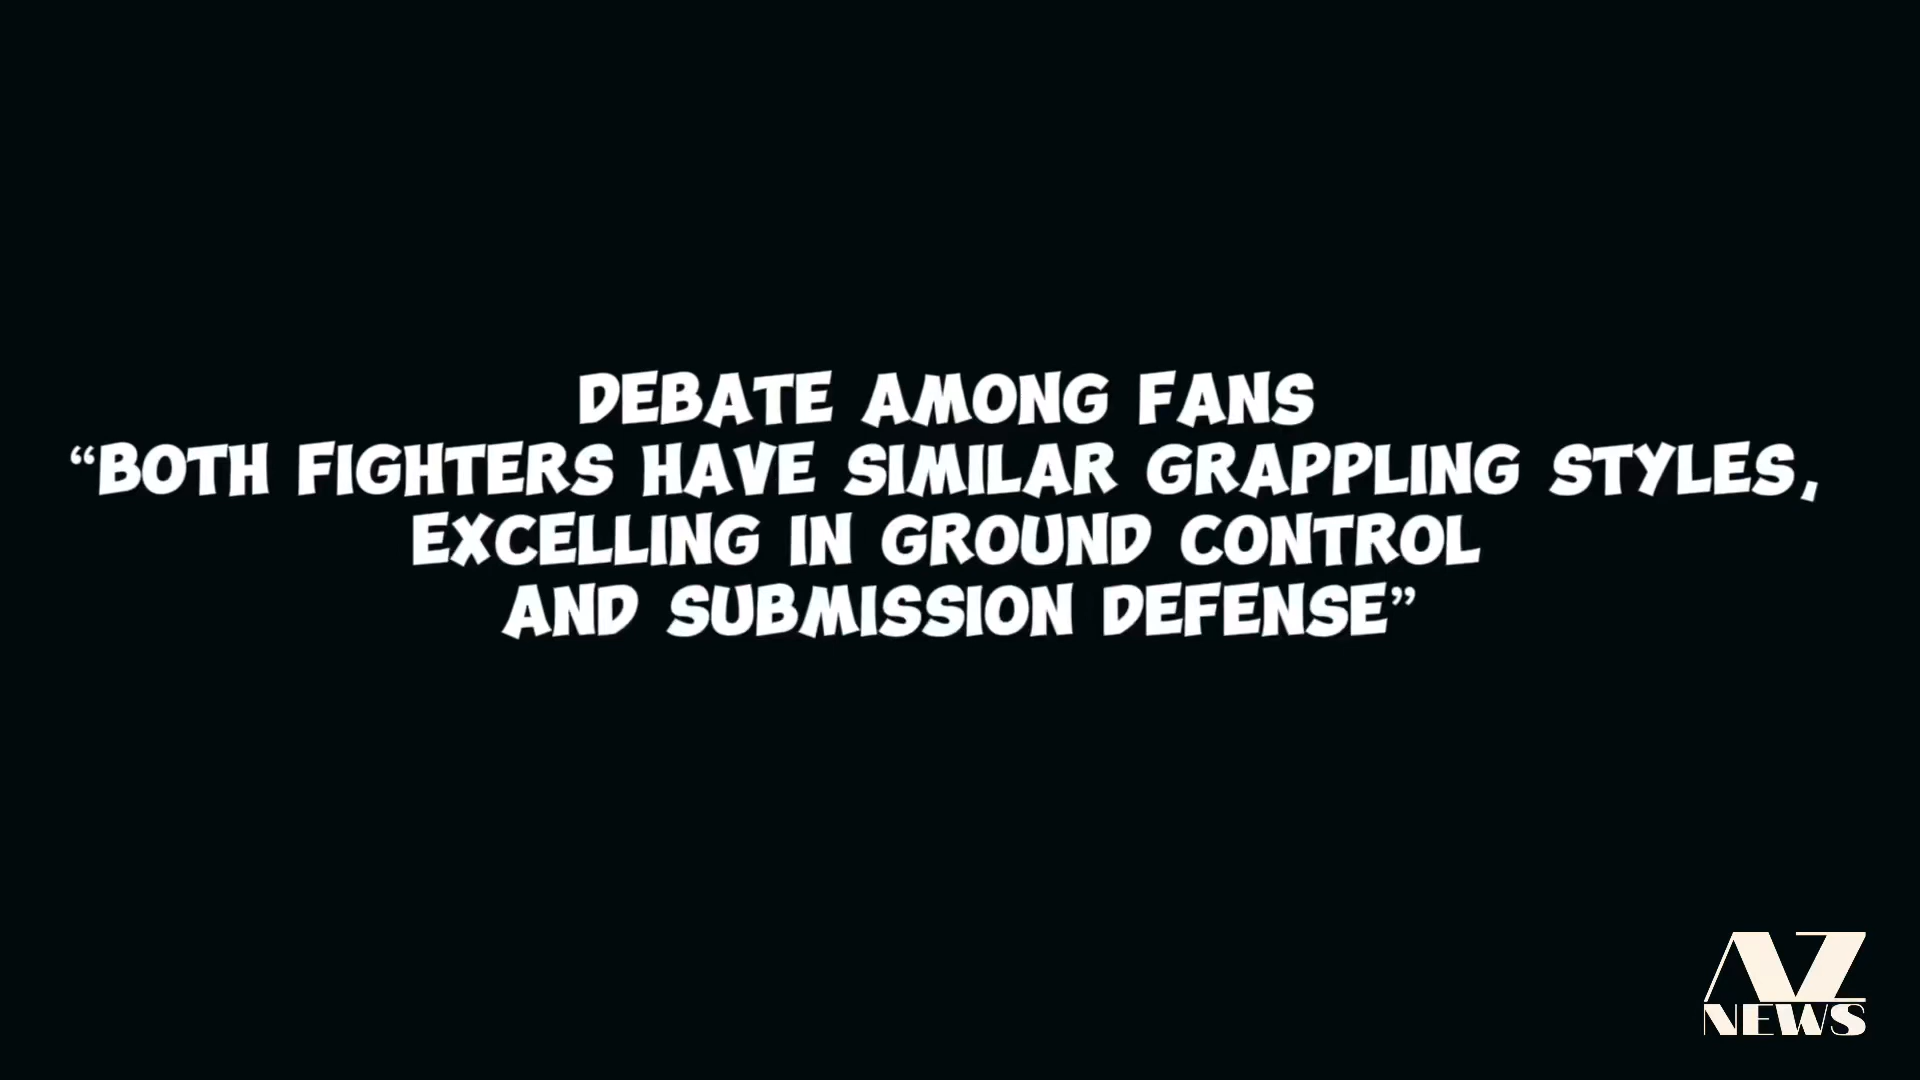 DEBATE AMONG FANS
“BOTH FIGHTERS HAVE SIMILAR GRAPPLING STYLES,
EXCELLING IN GROUND CONTROL
AND SUBMISSION DEFENSE”
AZ
NEWS